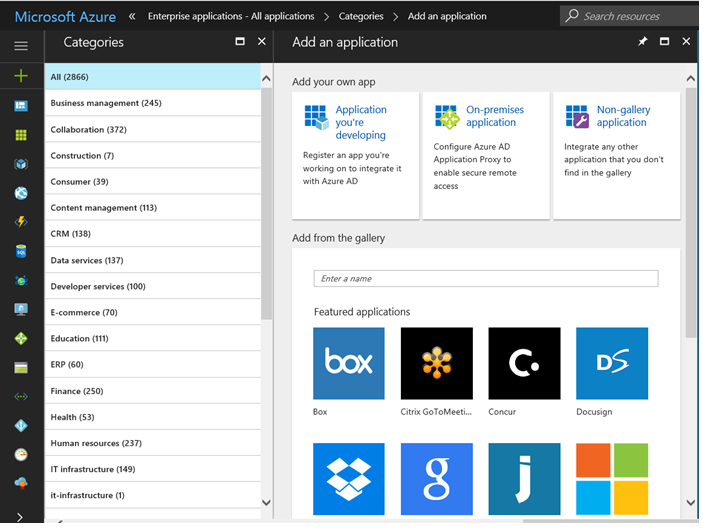 Microsoft Azure « Enterprise applications - All applications > Categories > Add an application Search resources
Categories
All (2866)
Business management (245)
Collaboration (372)
Construction (7)
Consumer (39)
Content management (113)
CRM (138)
Data services (137)
Developer services (100)
E-commerce (70)
Education (111)
ERP (60)
Finance (250)
Health (53)
Human resources (237)
IT infrastructure (149)
it-infrastructure (1)
Add an application
Add your own app
Application
you're
developing
Register an app you're
working on to integrate it
with Azure AD
On-premises
application
Configure Azure AD
Application Proxy to
enable secure remote
access
Non-gallery
application
Integrate any other
application that you don't
find in the gallery
Add from the gallery
Enter a name
Featured applications
box
C.
DS
Box
Citrix GoToMeeti...
Concur
Docusign
g
j
SQL